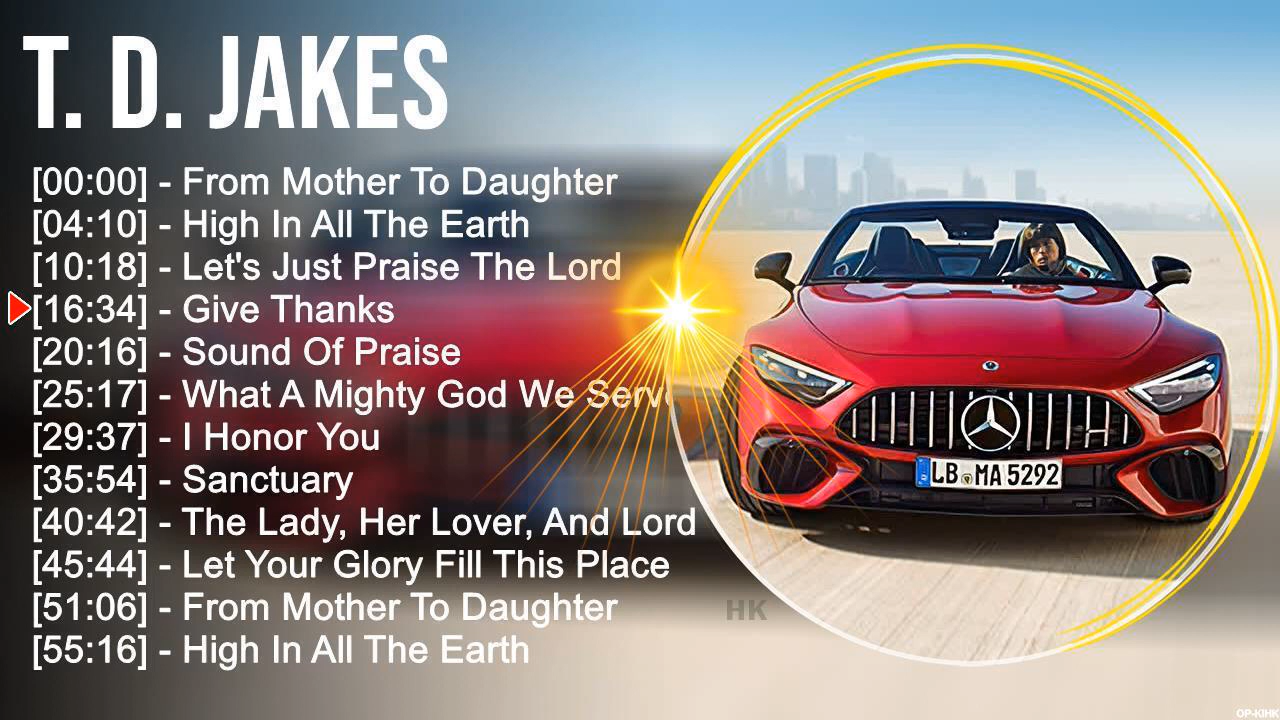 T. D. JAKES
[00:00] - From Mother To Daughter
[04:10] - High In All The Earth
[10:18] - Let's Just Praise The Lord
[16:34] - Give Thanks
[20:16] - Sound Of Praise
[25:17] - What A Mighty God We Serve
[29:37] - I Honor You
[35:54] - Sanctuary
[40:42] - The Lady, Her Lover, And Lord
[45:44] - Let Your Glory Fill This Place
[51:06] - From Mother To Daughter
[55:16] - High In All The Earth
LB MA 5292
HK
OP-KIHK